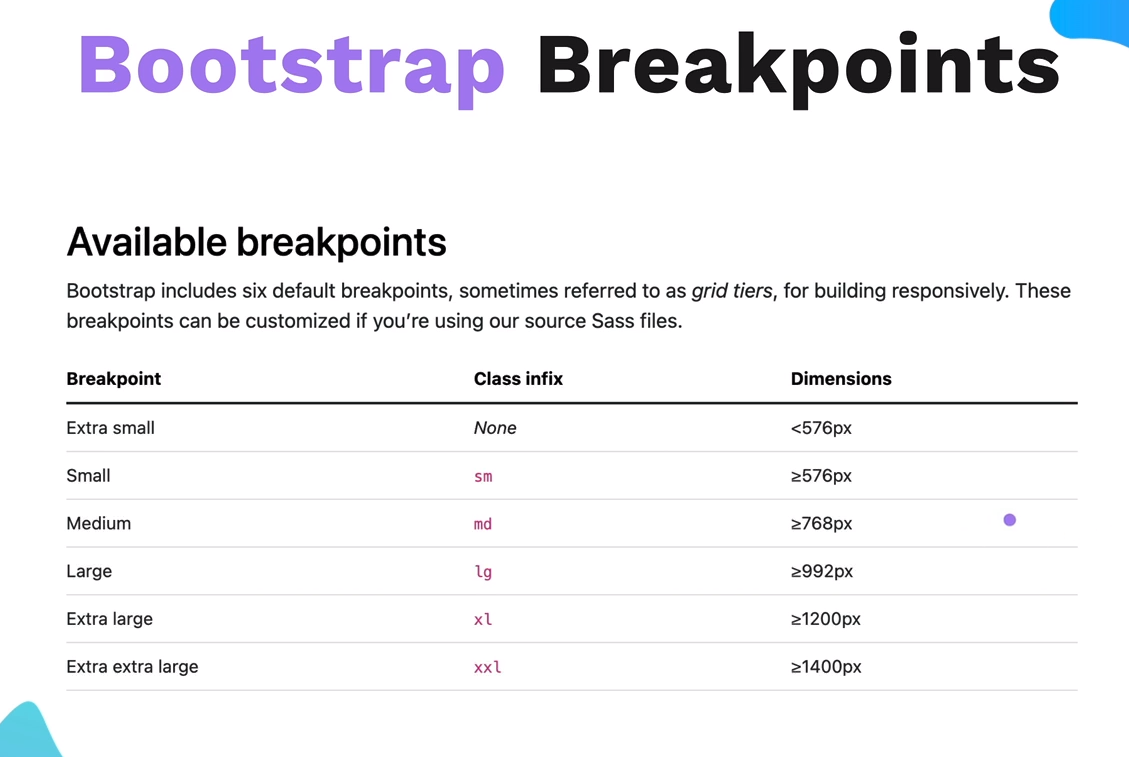 Bootstrap Breakpoints
Available breakpoints
Bootstrap includes six default breakpoints, sometimes referred to as grid tiers, for building responsively. These
breakpoints can be customized if you’re using our source Sass files.
Breakpoint Class infix Dimensions
Extra small None <576px
Small sm ≥576px
Medium md ≥768px
Large lg ≥992px
Extra large xl ≥1200px
Extra extra large xxl ≥1400px